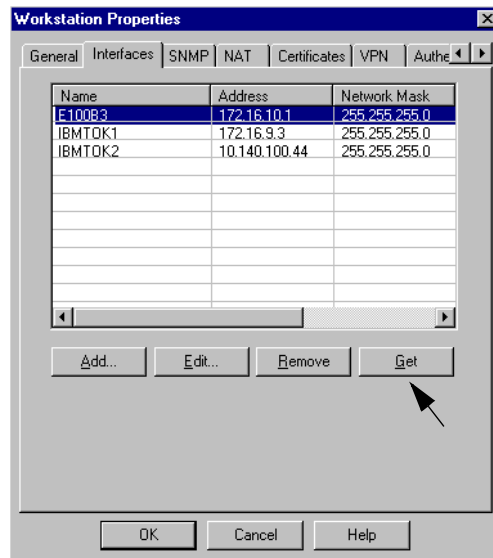 Workstation Properties
General Interfaces SNMP NAT Certificates VPN Authe
Name Address Network Mask
E100B3 172.16.10.1 255.255.255.0
IBMTOK1 172.16.9.3 255.255.255.0
IBMTOK2 10.140.100.44 255.255.255.0
Add... Edit... Remove Get
OK Cancel Help